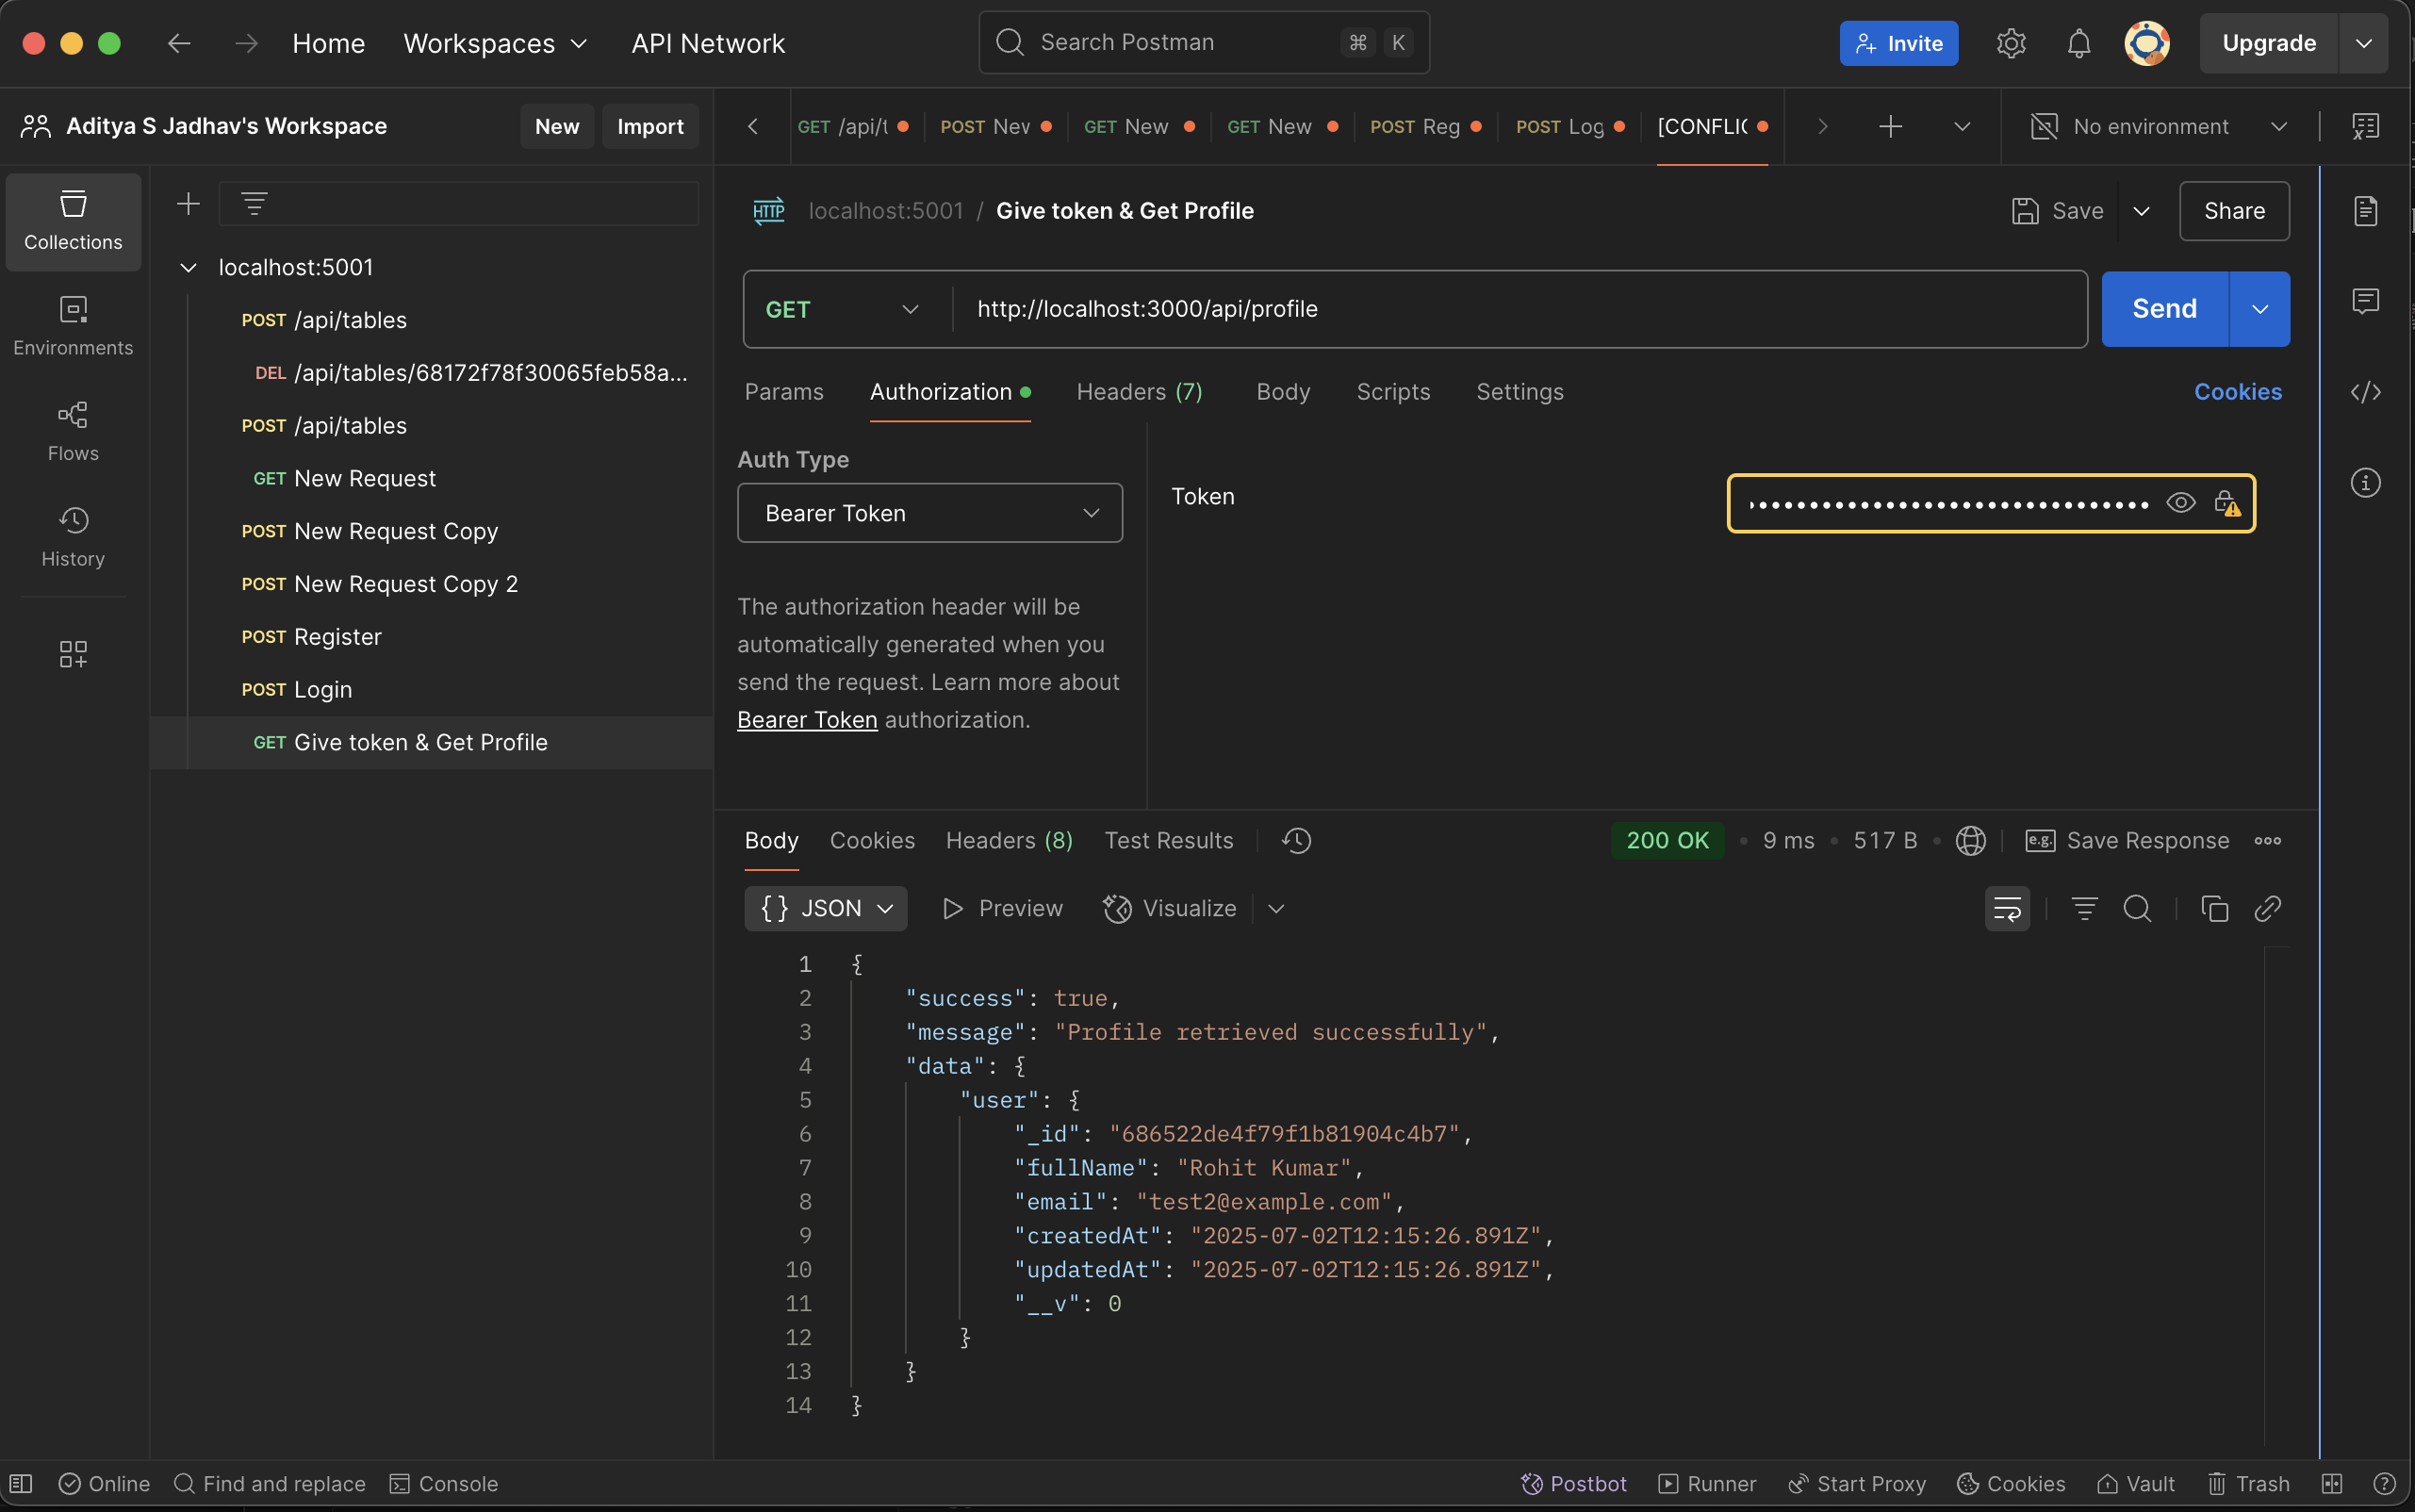 Home
Workspaces
API Network
Search Postman
⌘ K
Invite
Upgrade
Aditya S Jadhav's Workspace
New
Import
GET /api/t
POST New
GET New
GET New
POST Reg
POST Log
[CONFLIC
No environment
Collections
Environments
Flows
History
localhost:5001
POST /api/tables
DEL /api/tables/68172f78f30065feb58a...
POST /api/tables
GET New Request
POST New Request Copy
POST New Request Copy 2
POST Register
POST Login
GET Give token & Get Profile
HTTP localhost:5001 / Give token & Get Profile
Save
Share
GET
http://localhost:3000/api/profile
Send
Params
Authorization
Headers (7)
Body
Scripts
Settings
Cookies
Auth Type
Bearer Token
The authorization header will be
automatically generated when you
send the request. Learn more about
Bearer Token authorization.
Token
Body
Cookies
Headers (8)
Test Results
200 OK
9 ms
517 B
e.g. Save Response
{} JSON
Preview
Visualize
1 {
2 "success": true,
3 "message": "Profile retrieved successfully",
4 "data": {
5 "user": {
6 "_id": "686522de4f79f1b81904c4b7",
7 "fullName": "Rohit Kumar",
8 "email": "test2@example.com",
9 "createdAt": "2025-07-02T12:15:26.891Z",
10 "updatedAt": "2025-07-02T12:15:26.891Z",
11 "__v": 0
12 }
13 }
14 }
Online
Find and replace
Console
Postbot
Runner
Start Proxy
Cookies
Vault
Trash